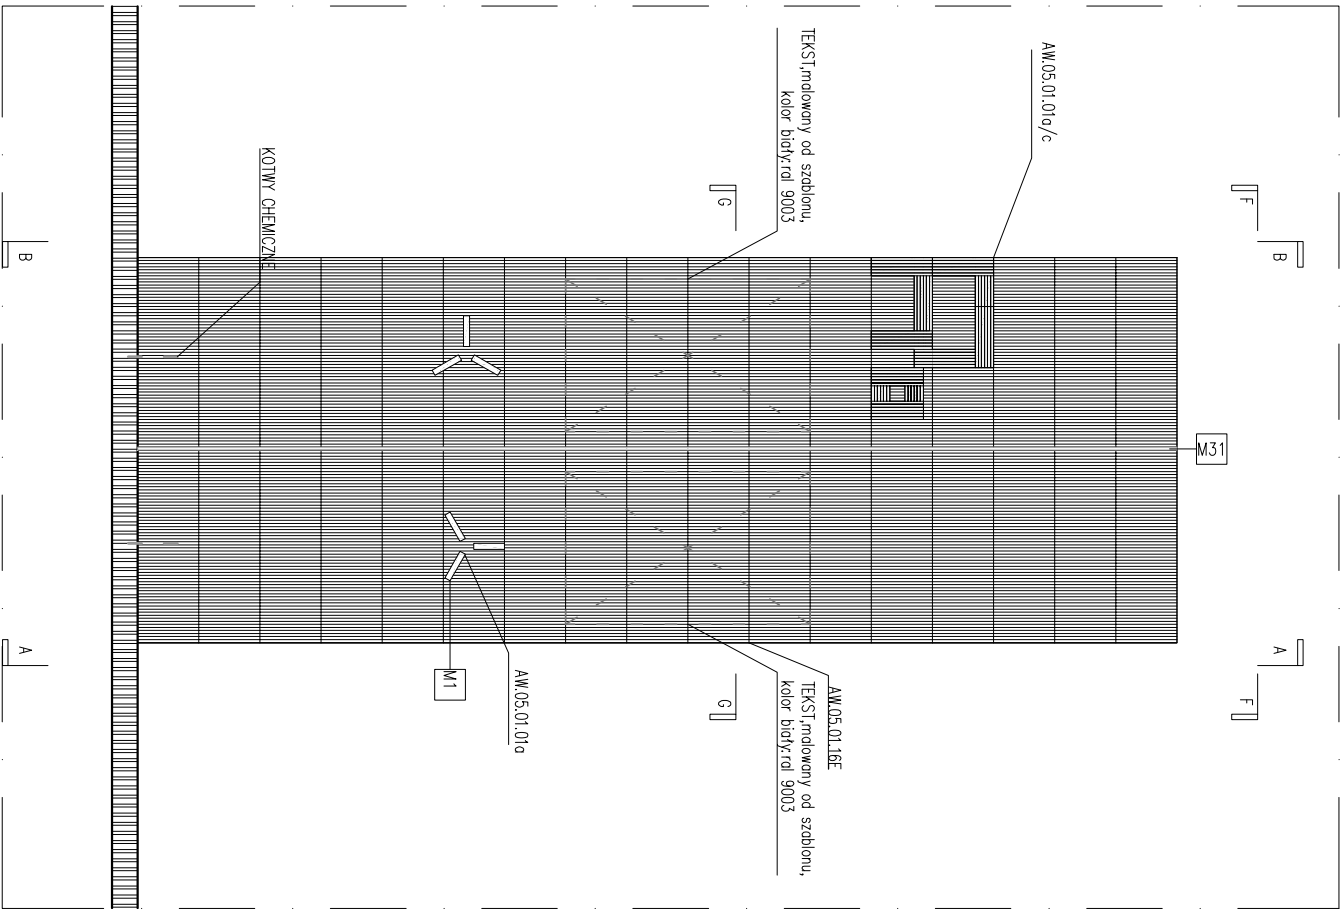 B
A
F
F
M31
AW.05.01.01a/c
AW.05.01.16E
TEKST,malowany od szablonu,
kolor biały:ral 9003
TEKST,malowany od szablonu,
kolor biały:ral 9003
G
G
AW.05.01.01a
M1
KOTWY CHEMICZNE
B
A